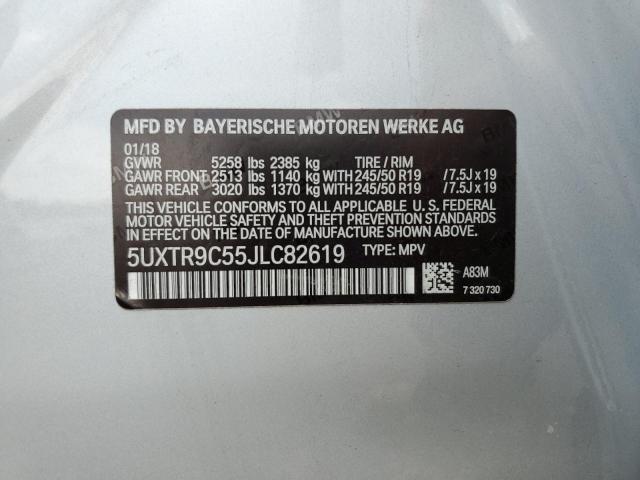 MFD BY BAYERISCHE MOTOREN WERKE AG
01/18
GVWR 5258 lbs 2385 kg TIRE / RIM
GAWR FRONT 2513 lbs 1140 kg WITH 245/50 R19 /7.5J x 19
GAWR REAR 3020 lbs 1370 kg WITH 245/50 R19 /7.5J x 19
THIS VEHICLE CONFORMS TO ALL APPLICABLE U. S. FEDERAL
MOTOR VEHICLE SAFETY AND THEFT PREVENTION STANDARDS
IN EFFECT ON THE DATE OF MANUFACTURE SHOWN ABOVE.
5UXTR9C55JLC82619 TYPE: MPV
A83M
7 320 730